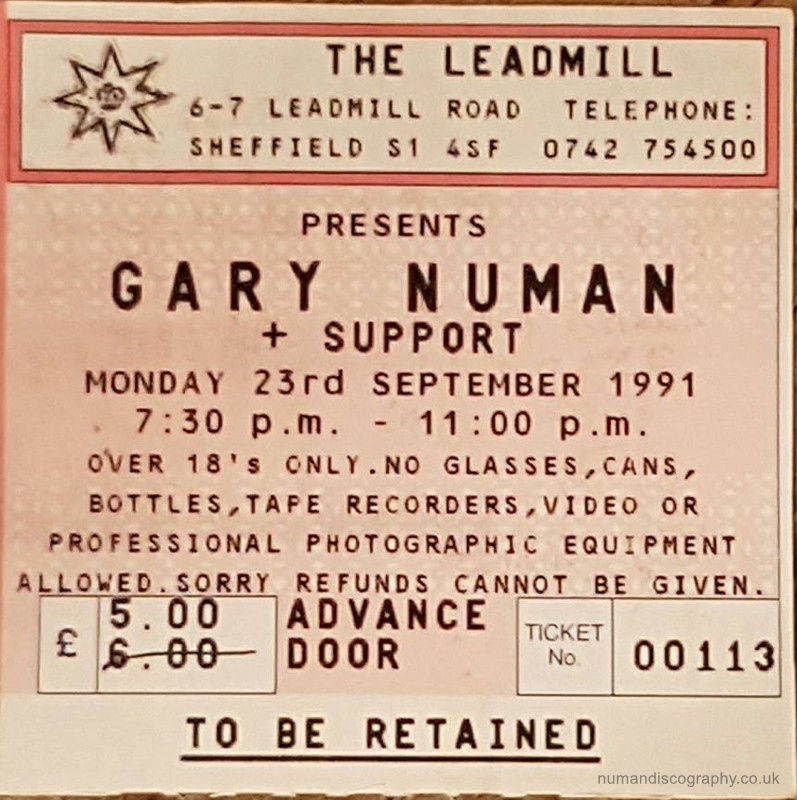 THE LEADMILL
6-7 LEADMILL ROAD TELEPHONE:
SHEFFIELD S1 4SF 0742 754500
PRESENTS
GARY NUMAN
+ SUPPORT
MONDAY 23rd SEPTEMBER 1991
7:30 p.m. - 11:00 p.m.
OVER 18's ONLY.NO GLASSES,CANS,
BOTTLES,TAPE RECORDERS,VIDEO OR
PROFESSIONAL PHOTOGRAPHIC EQUIPMENT
ALLOWED.SORRY REFUNDS CANNOT BE GIVEN.
£ 5.00 ADVANCE
6.00 DOOR
TICKET No. 00113
TO BE RETAINED
numandiscography.co.uk